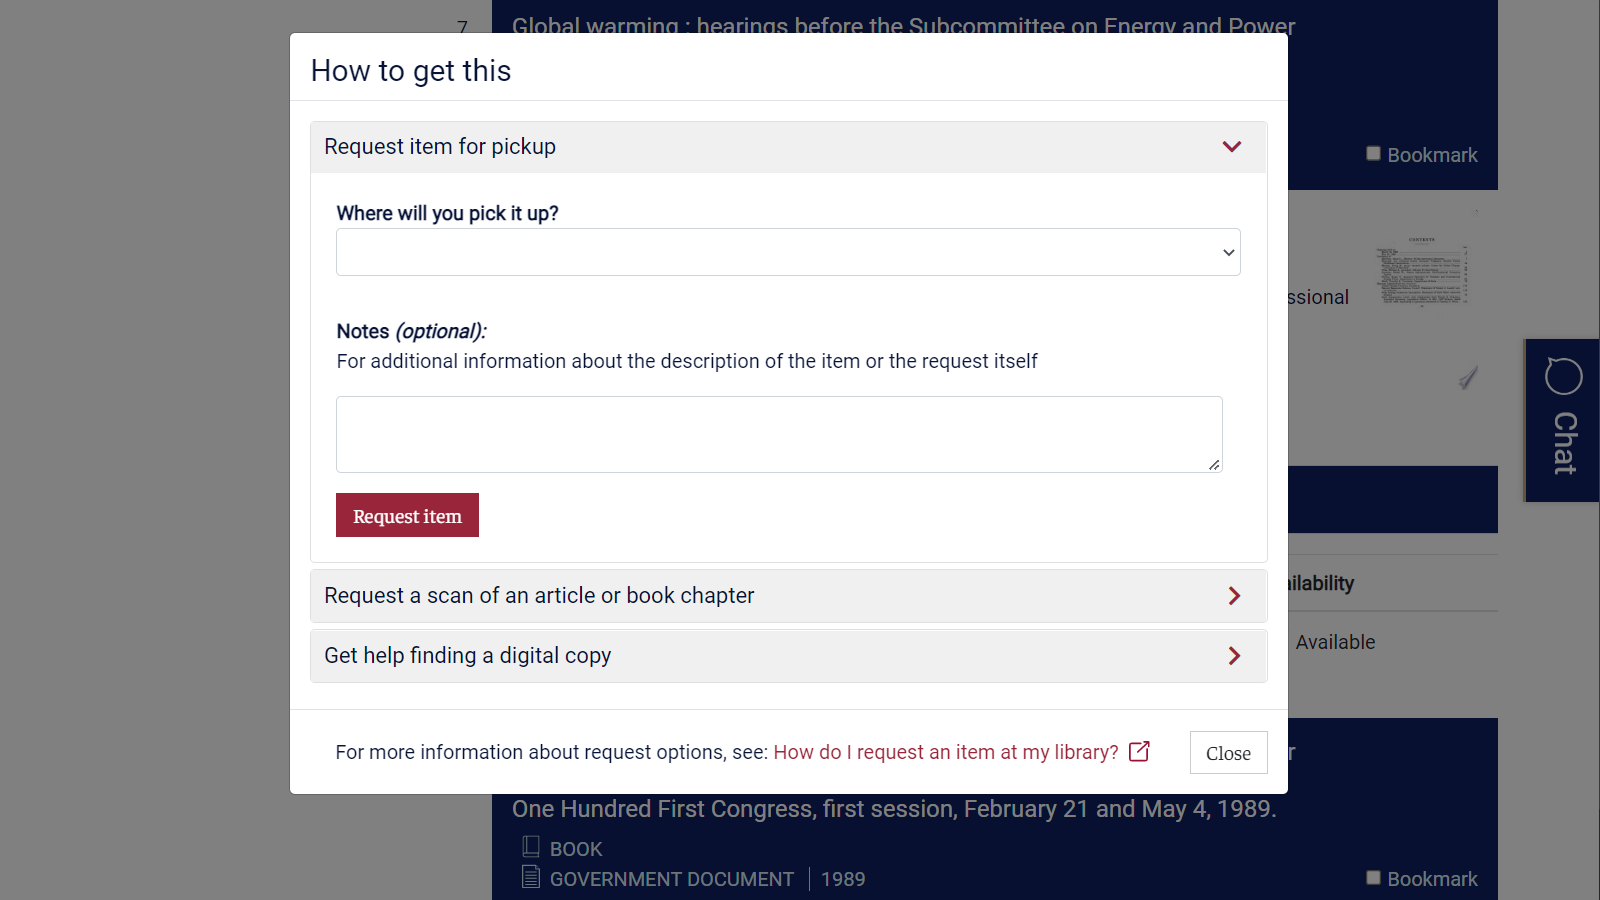 7
Global warming : hearings before the Subcommittee on Energy and Power
How to get this
Request item for pickup
Bookmark
Where will you pick it up?
CONTENTS
ssional
Notes (optional):
For additional information about the description of the item or the request itself
Chat
Request item
Request a scan of an article or book chapter
ailability
Available
Get help finding a digital copy
For more information about request options, see: How do I request an item at my library?
Close
r
One Hundred First Congress, first session, February 21 and May 4, 1989.
BOOK
GOVERNMENT DOCUMENT | 1989
Bookmark